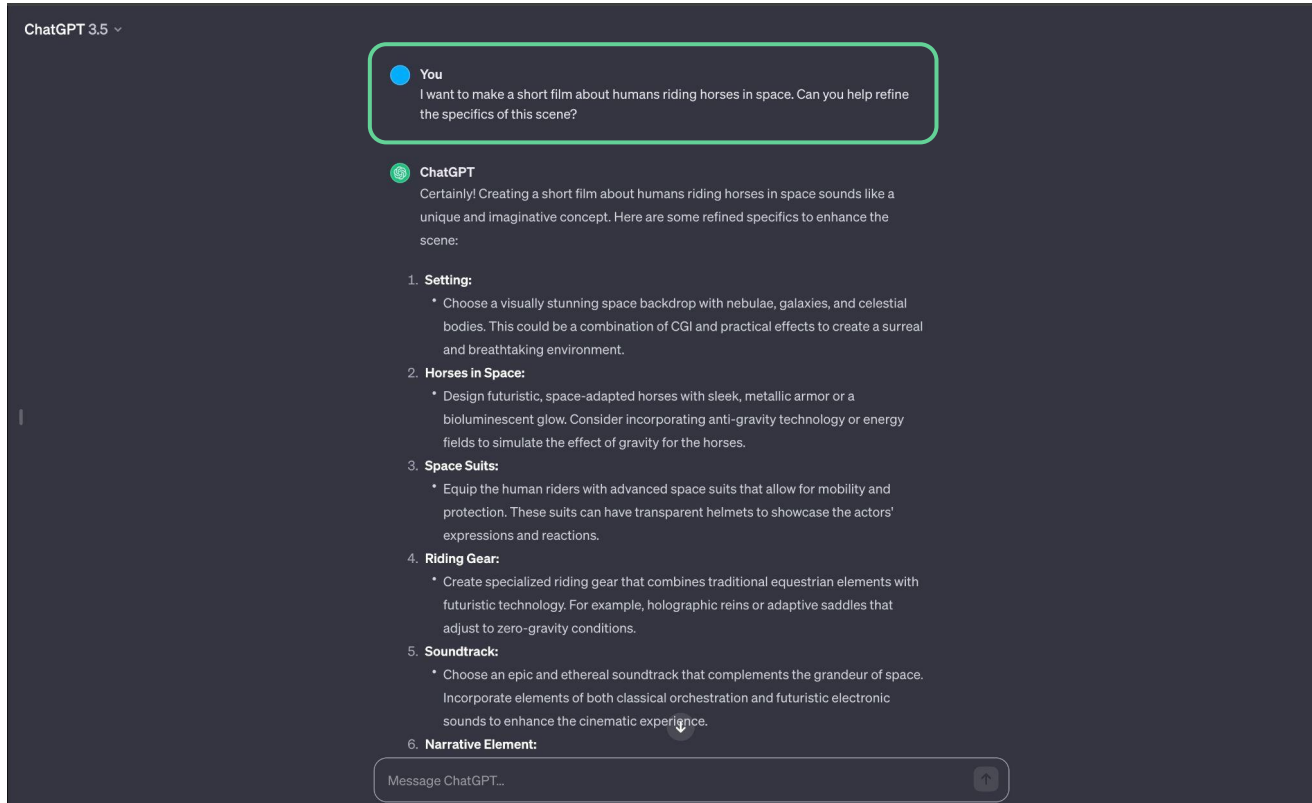 ChatGPT 3.5
You
I want to make a short film about humans riding horses in space. Can you help refine
the specifics of this scene?
ChatGPT
Certainly! Creating a short film about humans riding horses in space sounds like a
unique and imaginative concept. Here are some refined specifics to enhance the
scene:
1. Setting:
• Choose a visually stunning space backdrop with nebulae, galaxies, and celestial
bodies. This could be a combination of CGI and practical effects to create a surreal
and breathtaking environment.
2. Horses in Space:
• Design futuristic, space-adapted horses with sleek, metallic armor or a
bioluminescent glow. Consider incorporating anti-gravity technology or energy
fields to simulate the effect of gravity for the horses.
3. Space Suits:
• Equip the human riders with advanced space suits that allow for mobility and
protection. These suits can have transparent helmets to showcase the actors'
expressions and reactions.
4. Riding Gear:
• Create specialized riding gear that combines traditional equestrian elements with
futuristic technology. For example, holographic reins or adaptive saddles that
adjust to zero-gravity conditions.
5. Soundtrack:
• Choose an epic and ethereal soundtrack that complements the grandeur of space.
Incorporate elements of both classical orchestration and futuristic electronic
sounds to enhance the cinematic experience.
6. Narrative Element:
Message ChatGPT...